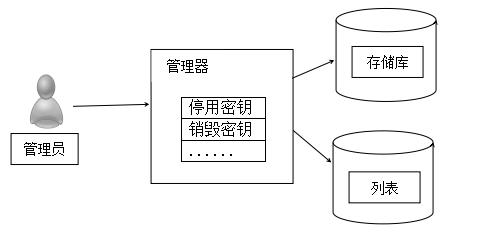 管理员
管理器
停用密钥
销毁密钥
......
存储库
列表